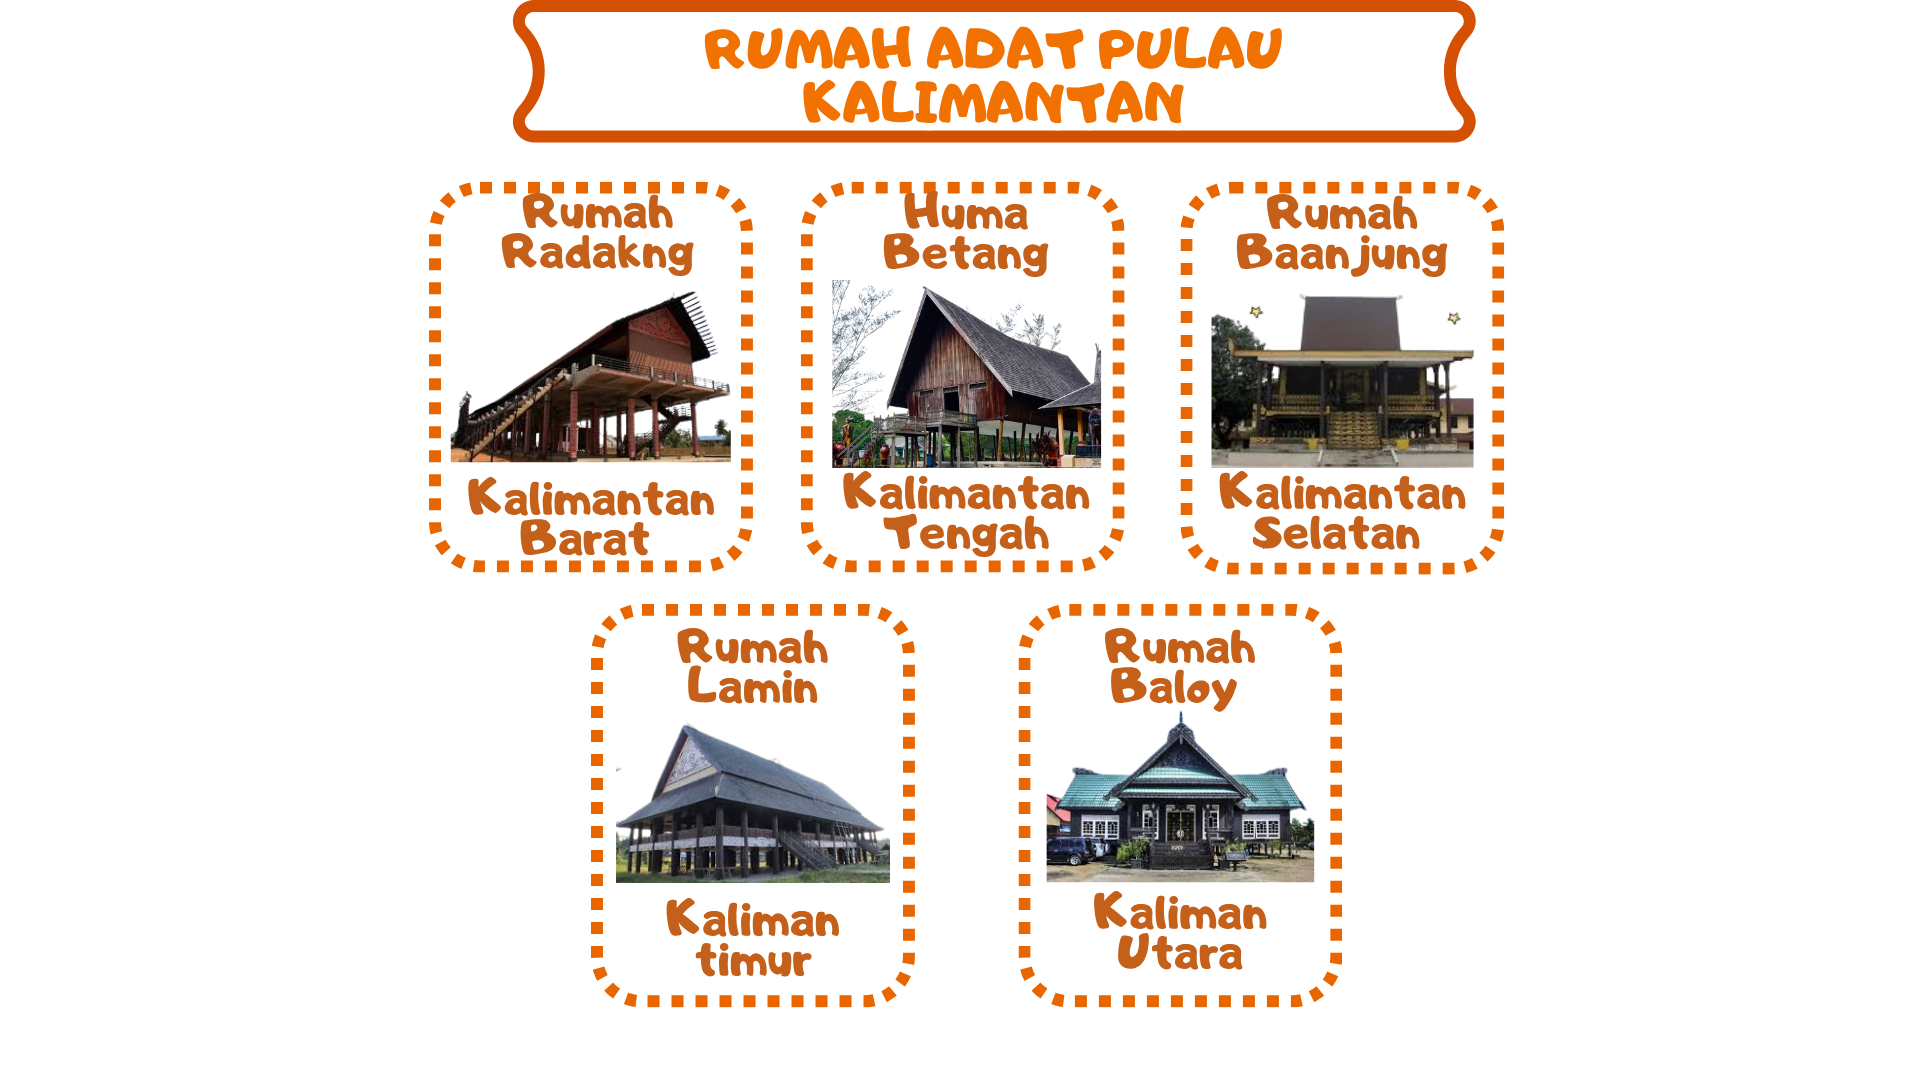 RUMAH ADAT PULAU
KALIMANTAN
Rumah
Radakng
Kalimantan
Barat
Huma
Betang
Kalimantan
Tengah
Rumah
Baanjung
Kalimantan
Selatan
Rumah
Lamin
Kaliman
timur
Rumah
Baloy
Kaliman
Utara